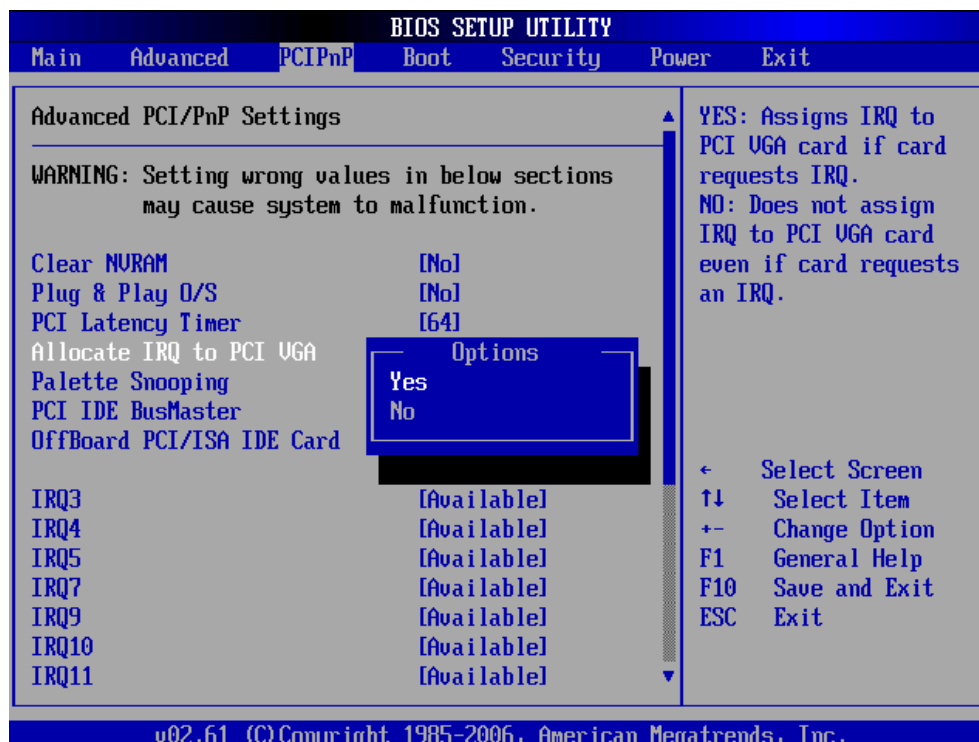 BIOS SETUP UTILITY
Main Advanced PCIPnP Boot Security Power Exit
Advanced PCI/PnP Settings
WARNING: Setting wrong values in below sections
may cause system to malfunction.
Clear NVRAM [No]
Plug & Play O/S [No]
PCI Latency Timer [64]
Allocate IRQ to PCI VGA
Palette Snooping
PCI IDE BusMaster
OffBoard PCI/ISA IDE Card
Options
Yes
No
IRQ3 [Available]
IRQ4 [Available]
IRQ5 [Available]
IRQ7 [Available]
IRQ9 [Available]
IRQ10 [Available]
IRQ11 [Available]
YES: Assigns IRQ to
PCI VGA card if card
requests IRQ.
NO: Does not assign
IRQ to PCI VGA card
even if card requests
an IRQ.
← Select Screen
↑↓ Select Item
+- Change Option
F1 General Help
F10 Save and Exit
ESC Exit
v02.61 (C)Copyright 1985-2006, American Megatrends, Inc.